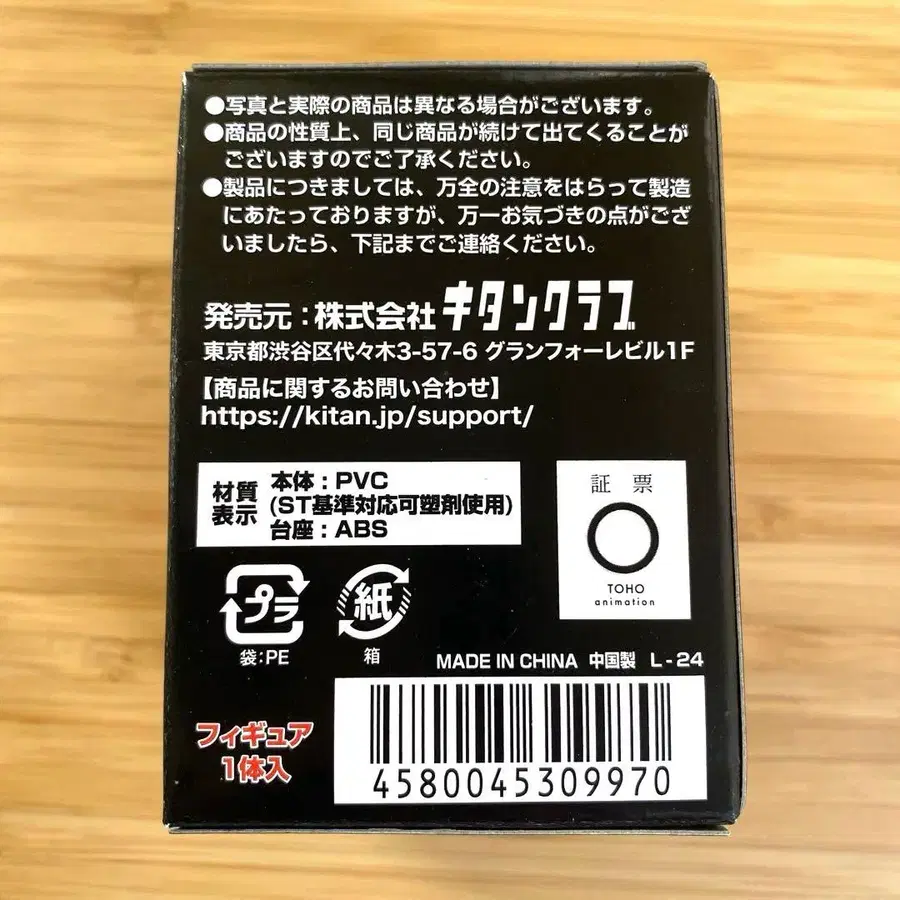 ●写真と実際の商品は異なる場合がございます。
●商品の性質上、同じ商品が続けて出てくることが
ございますのでご了承ください。
●製品につきましては、万全の注意をはらって製造
にあたっておりますが、万一お気づきの点がござ
いましたら、下記までご連絡ください。
発売元:株式会社キタンクラブ
東京都渋谷区代々木3-57-6 グランフォーレビル1F
【商品に関するお問い合わせ】
https://kitan.jp/support/
材質
表示
本体:PVC
(ST基準対応可塑剤使用)
台座:ABS
証票
TOHO
animation
プラ
袋:PE
紙
箱
MADE IN CHINA 中国製 L-24
フィギュア
1体入
4580045309970